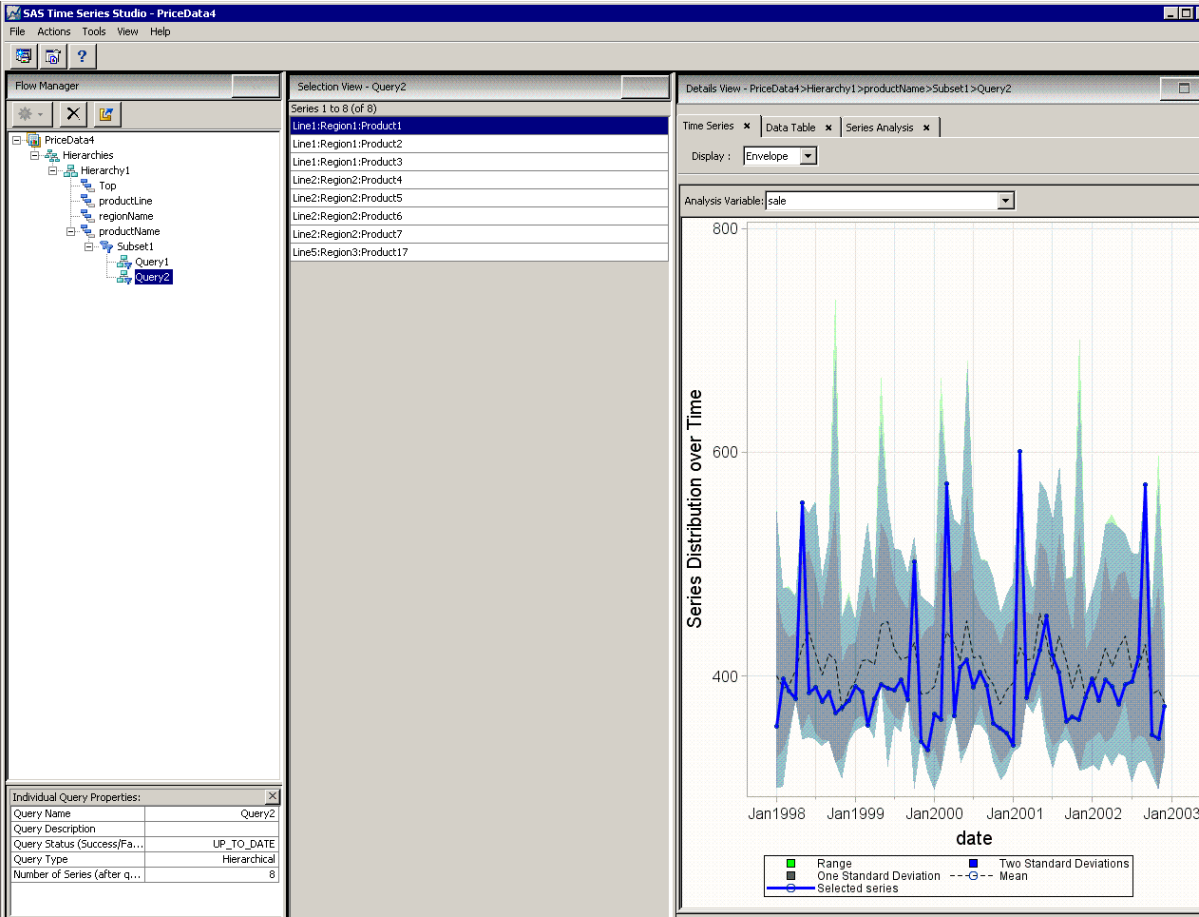 SAS Time Series Studio - PriceData4
File Actions Tools View Help
Flow Manager
PriceData4
Hierarchies
Hierarchy1
Top
productLine
regionName
productName
Subset1
Query1
Query2
Individual Query Properties:
Query Name Query2
Query Description
Query Status (Success/Fa... UP_TO_DATE
Query Type Hierarchical
Number of Series (after q... 8
Selection View - Query2
Series 1 to 8 (of 8)
Line1:Region1:Product1
Line1:Region1:Product2
Line1:Region1:Product3
Line2:Region2:Product4
Line2:Region2:Product5
Line2:Region2:Product6
Line2:Region2:Product7
Line5:Region3:Product17
Details View - PriceData4>Hierarchy1>productName>Subset1>Query2
Time Series Data Table Series Analysis
Display : Envelope
Analysis Variable: sale
Series Distribution over Time
800
600
400
Jan1998 Jan1999 Jan2000 Jan2001 Jan2002 Jan2003
date
Range Two Standard Deviations
One Standard Deviation Mean
Selected series